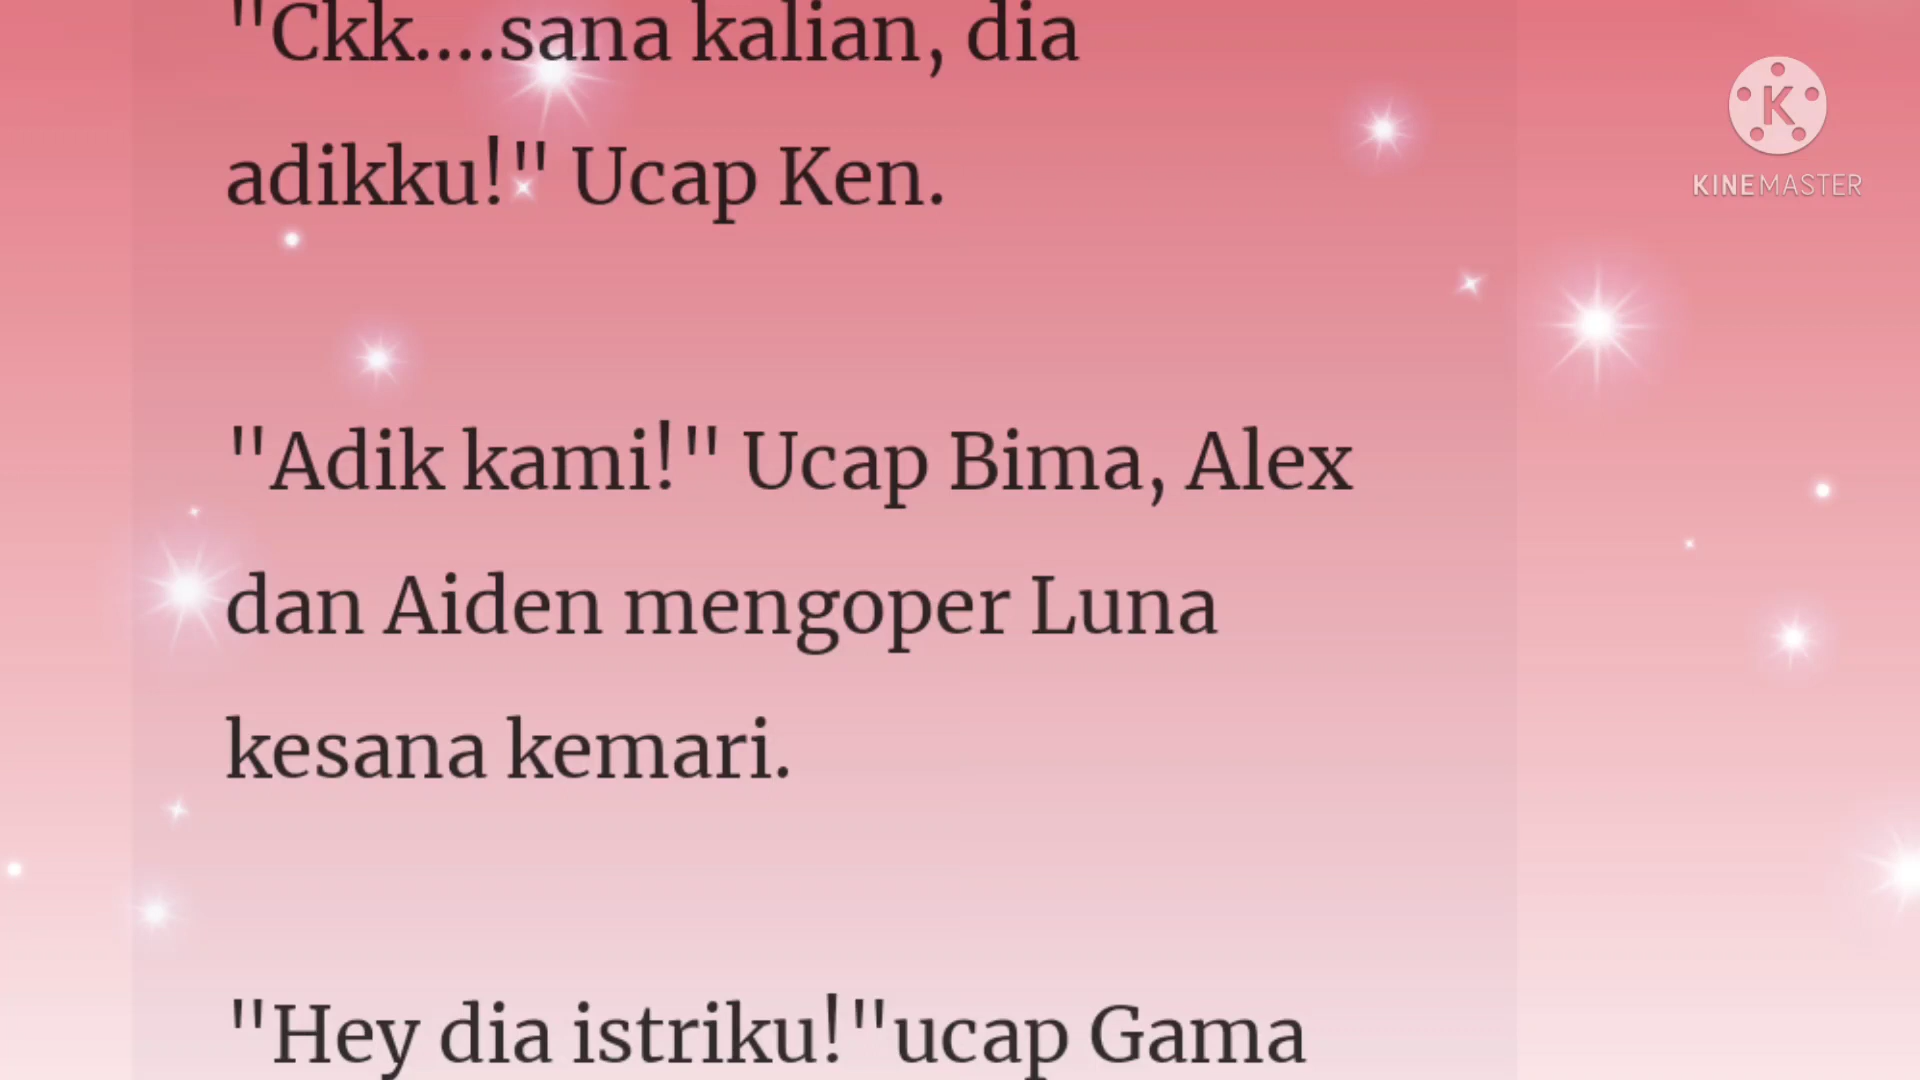 "Ckk....sana kalian, dia
adikku!" Ucap Ken.
"Adik kami!" Ucap Bima, Alex
dan Aiden mengoper Luna
kesana kemari.
"Hey dia istriku!"ucap Gama
K
KINEMASTER